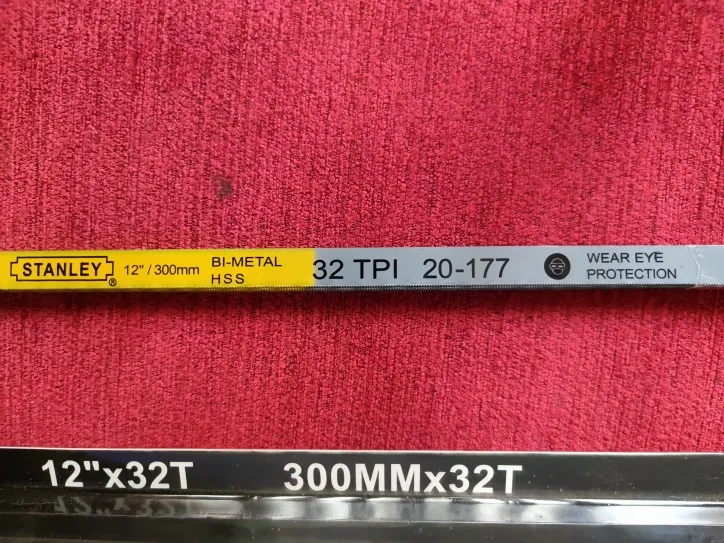 STANLEY® 12" / 300mm BI-METAL HSS 32 TPI 20-177 WEAR EYE PROTECTION
12"x32T 300MMx32T